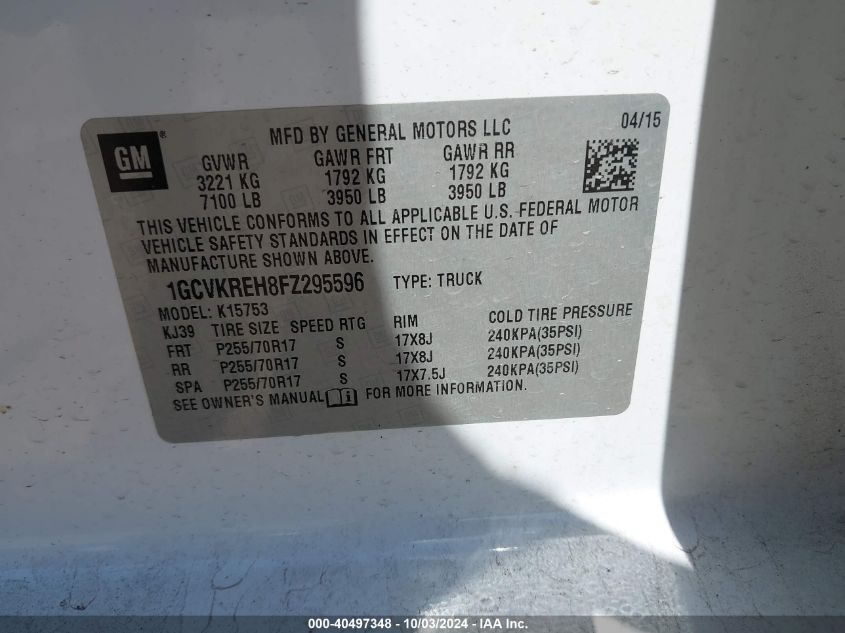 GM ®
MFD BY GENERAL MOTORS LLC 04/15
GVWR GAWR FRT GAWR RR
3221 KG 1792 KG 1792 KG
7100 LB 3950 LB 3950 LB
THIS VEHICLE CONFORMS TO ALL APPLICABLE U.S. FEDERAL MOTOR
VEHICLE SAFETY STANDARDS IN EFFECT ON THE DATE OF
MANUFACTURE SHOWN ABOVE.
1GCVKREH8FZ295596 TYPE: TRUCK
MODEL: K15753
KJ39 TIRE SIZE SPEED RTG RIM COLD TIRE PRESSURE
FRT P255/70R17 S 17X8J 240KPA(35PSI)
RR P255/70R17 S 17X8J 240KPA(35PSI)
SPA P255/70R17 S 17X7.5J 240KPA(35PSI)
SEE OWNER'S MANUAL FOR MORE INFORMATION.
000-40497348 - 10/03/2024 - IAA Inc.